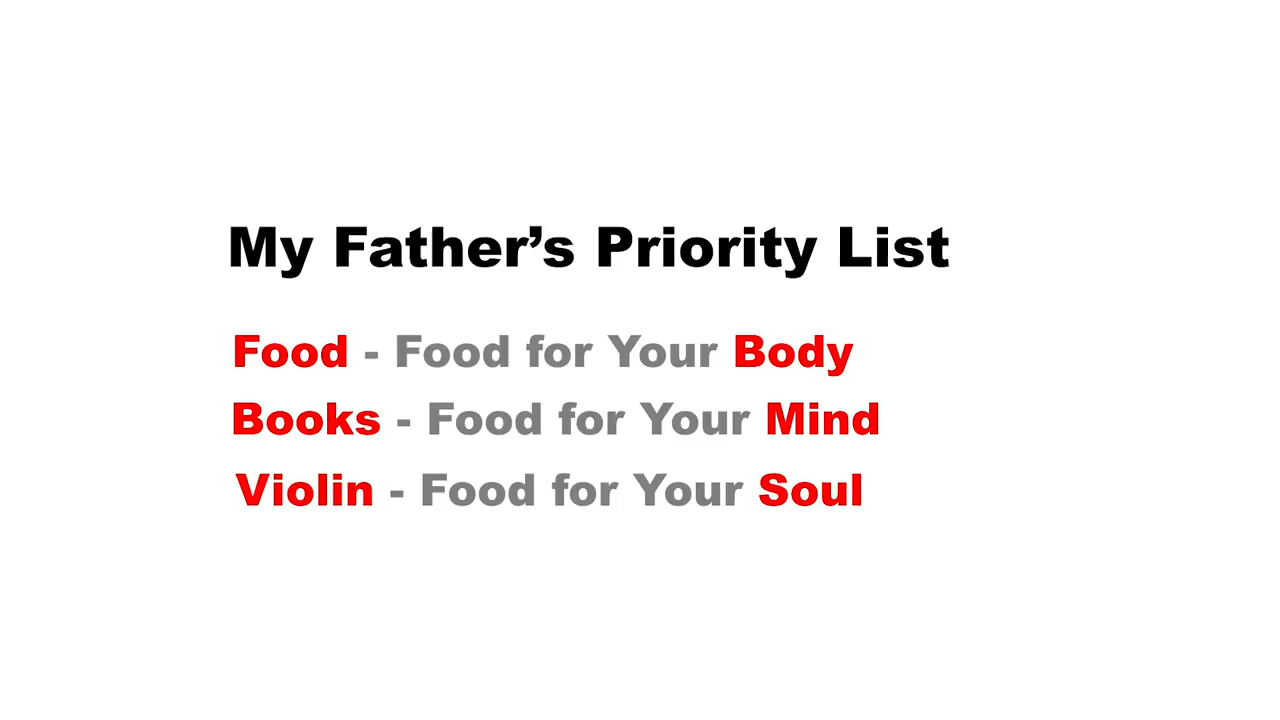 My Father’s Priority List
Food - Food for Your Body
Books - Food for Your Mind
Violin - Food for Your Soul